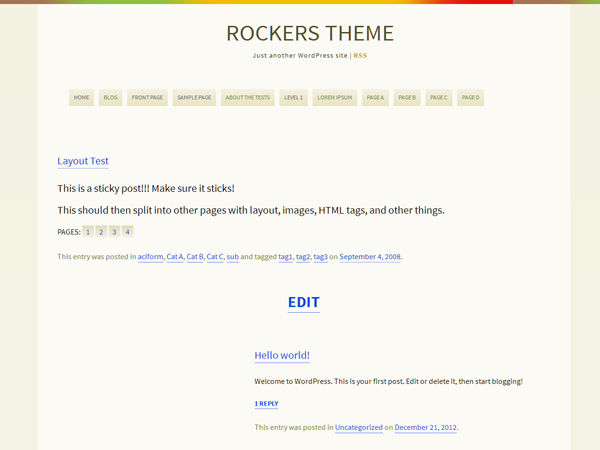 ROCKERS THEME
Just another WordPress site | RSS
HOME BLOG FRONT PAGE SAMPLE PAGE ABOUT THE TESTS LEVEL 1 LOREM IPSUM PAGE A PAGE B PAGE C PAGE D
Layout Test
This is a sticky post!!! Make sure it sticks!
This should then split into other pages with layout, images, HTML tags, and other things.
PAGES: 1 2 3 4
This entry was posted in aciform, Cat A, Cat B, Cat C, sub and tagged tag1, tag2, tag3 on September 4, 2008.
EDIT
Hello world!
Welcome to WordPress. This is your first post. Edit or delete it, then start blogging!
1 REPLY
This entry was posted in Uncategorized on December 21, 2012.